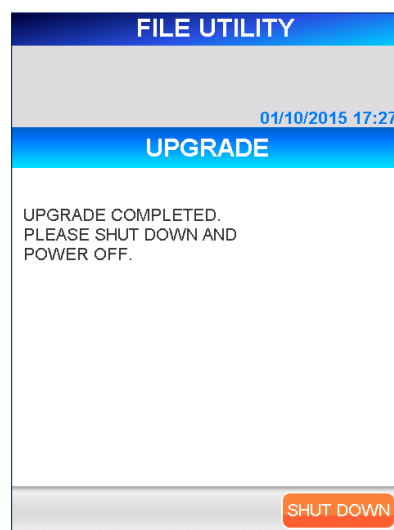 FILE UTILITY
01/10/2015 17:27
UPGRADE
UPGRADE COMPLETED.
PLEASE SHUT DOWN AND
POWER OFF.
SHUT DOWN